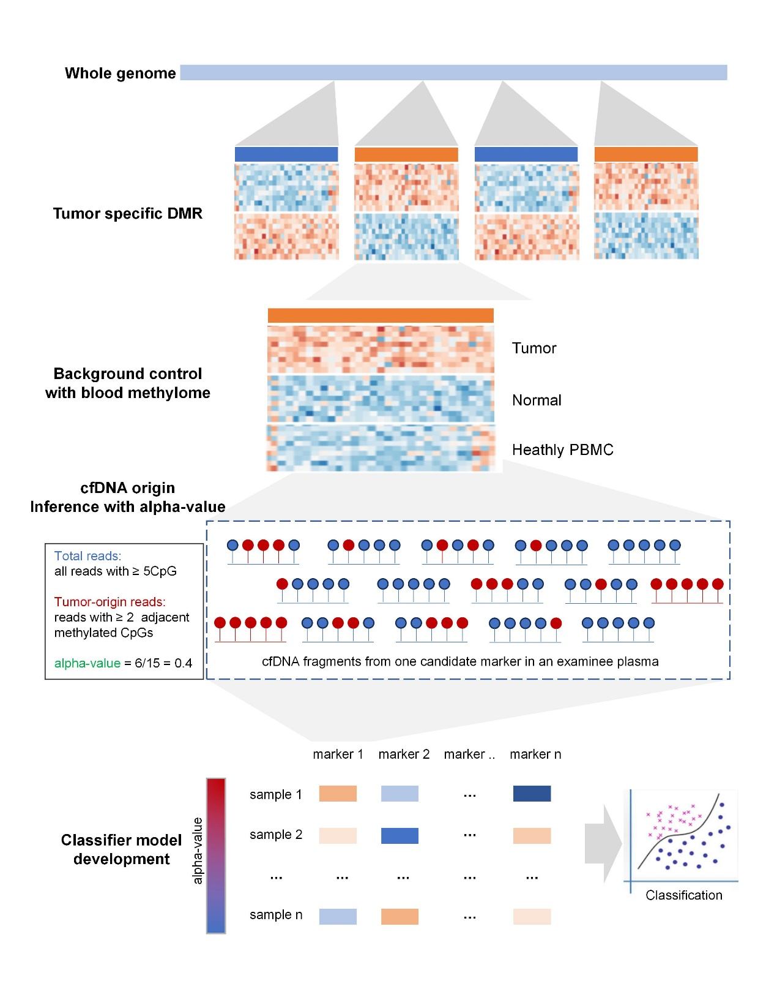 Whole genome
Tumor specific DMR
Background control
with blood methylome
Tumor
Normal
Heathly PBMC
cfDNA origin
Inference with alpha-value
Total reads:
all reads with ≥ 5CpG
Tumor-origin reads:
reads with ≥ 2 adjacent
methylated CpGs
alpha-value = 6/15 = 0.4
cfDNA fragments from one candidate marker in an examinee plasma
marker 1 marker 2 marker .. marker n
sample 1 ...
sample 2 ...
... ... ... ... ...
sample n ...
Classifier model
development
alpha-value
Classification